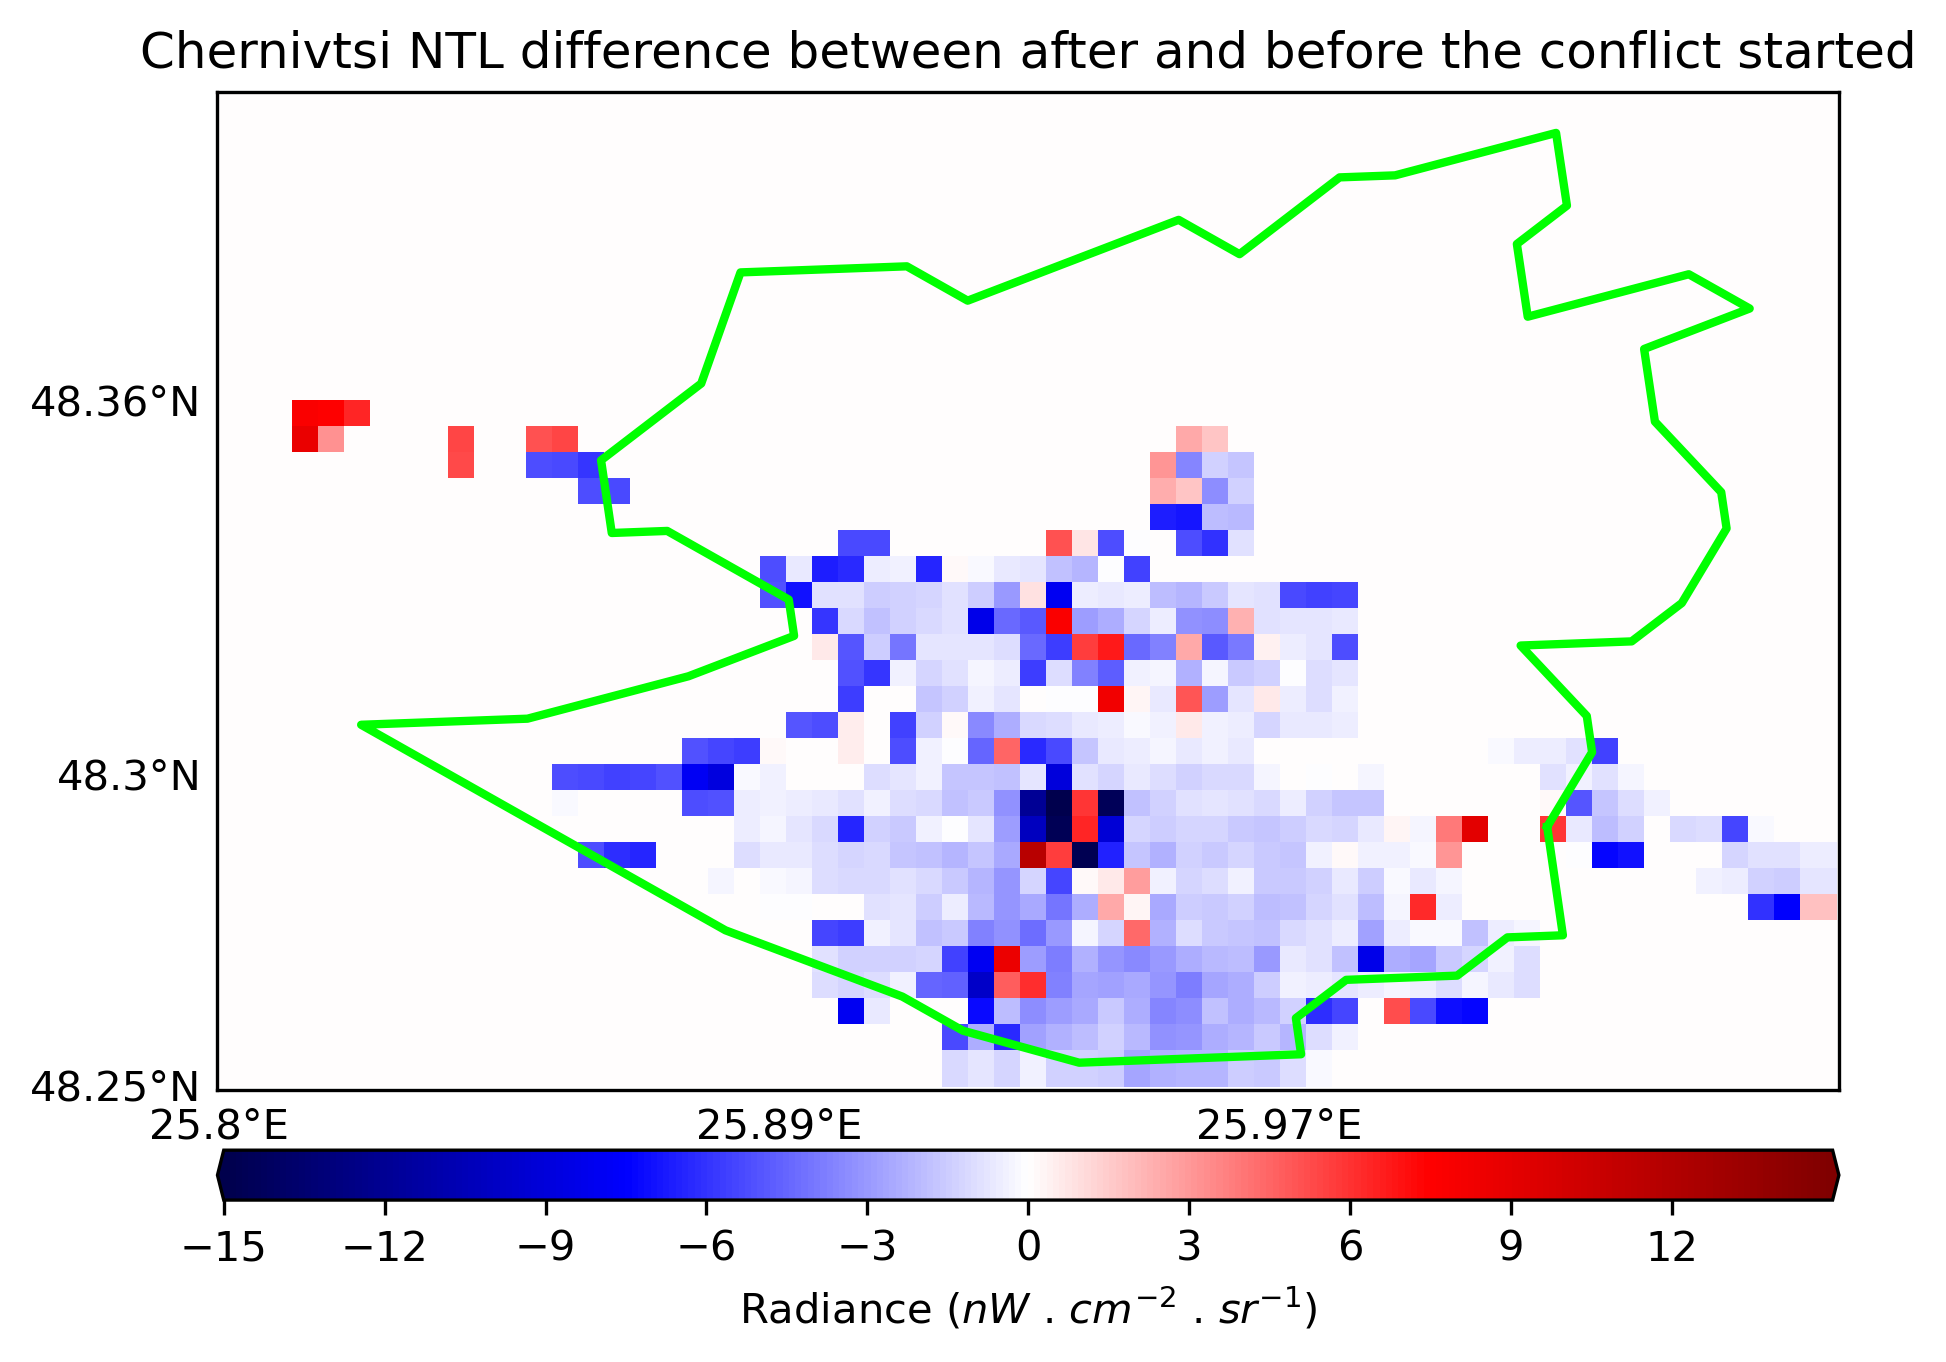 Chernivtsi NTL difference between after and before the conflict started
48.36°N
48.3°N
48.25°N
25.8°E 25.89°E 25.97°E
−15 −12 −9 −6 −3 0 3 6 9 12
Radiance (nW . cm⁻² . sr⁻¹)